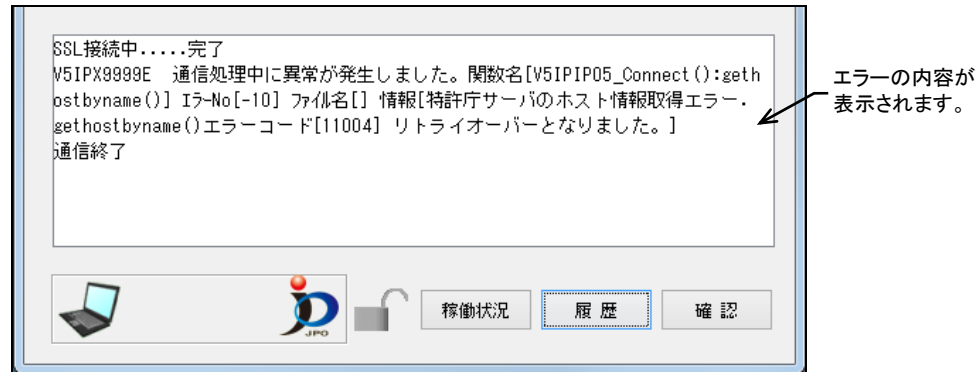 SSL接続中.....完了
V5IPX9999E　通信処理中に異常が発生しました。関数名[V5IPIP05_Connect():geth
ostbyname()] ｴﾗｰNo[-10] ﾌｧｲﾙ名[] 情報[特許庁サーバのホスト情報取得エラー．
gethostbyname()エラーコード[11004] リトライオーバーとなりました。]
通信終了
エラーの内容が
表示されます。
JPO
稼働状況
履 歴
確 認